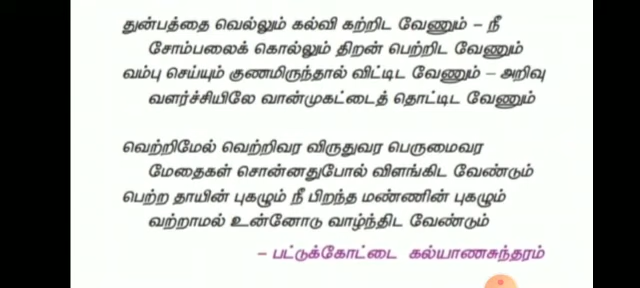 துன்பத்தை வெல்லும் கல்வி கற்றிட வேணும் – நீ
சோம்பலைக் கொல்லும் திறன் பெற்றிட வேணும்
வம்பு செய்யும் குணமிருந்தால் விட்டிட வேணும் – அறிவு
வளர்ச்சியிலே வான்முகட்டைத் தொட்டிட வேணும்
வெற்றிமேல் வெற்றிவர விருதுவர பெருமைவர
மேதைகள் சொன்னதுபோல் விளங்கிட வேண்டும்
பெற்ற தாயின் புகழும் நீ பிறந்த மண்ணின் புகழும்
வற்றாமல் உன்னோடு வாழ்ந்திட வேண்டும்
– பட்டுக்கோட்டை கல்யாணசுந்தரம்